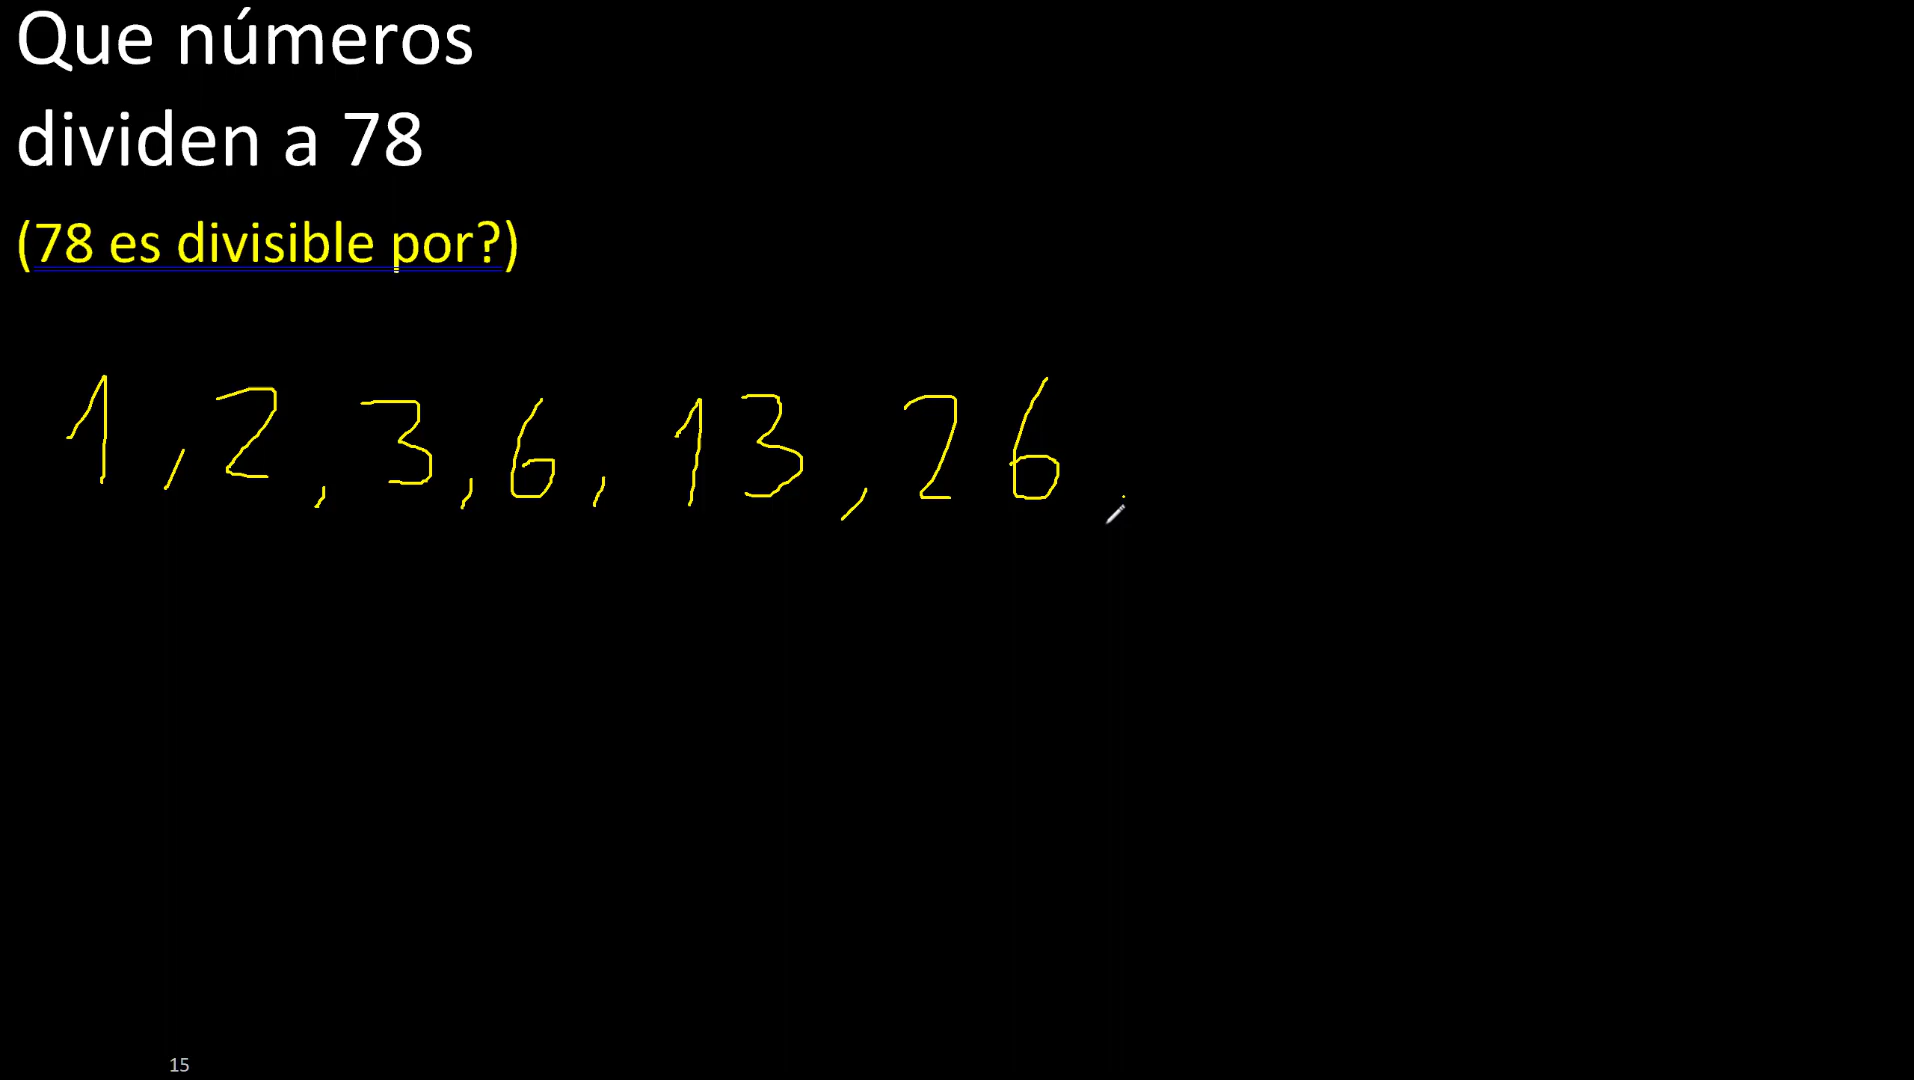 Que números
dividen a 78
(78 es divisible por?)
1, 2, 3, 6, 13, 26,
15